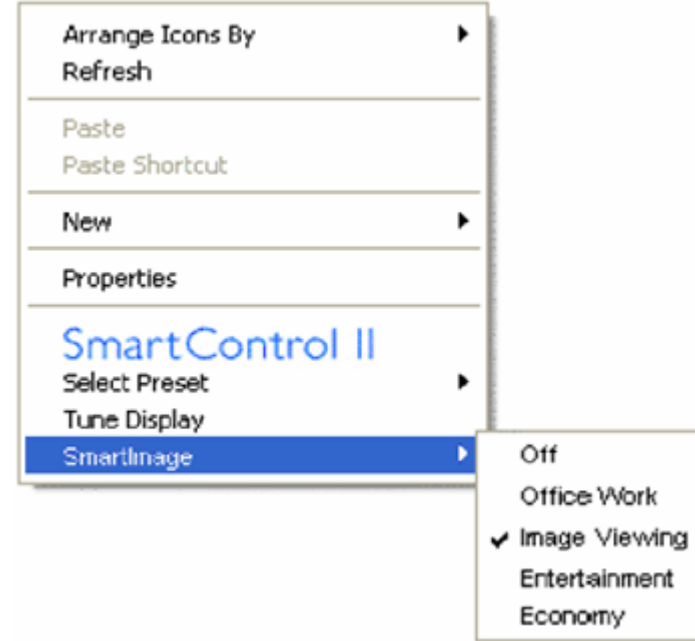 Arrange Icons By
Refresh
Paste
Paste Shortcut
New
Properties
SmartControl II
Select Preset
Tune Display
SmartImage
Off
Office Work
Image Viewing
Entertainment
Economy